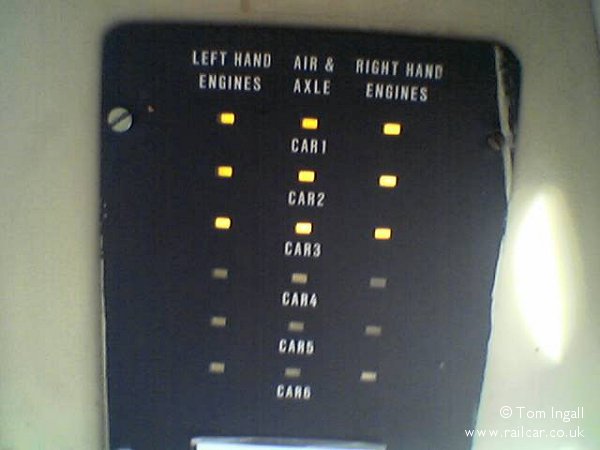 LEFT HAND ENGINES
AIR & AXLE
RIGHT HAND ENGINES
CAR1
CAR2
CAR3
CAR4
CAR5
CAR6
© Tom Ingall
www.railcar.co.uk